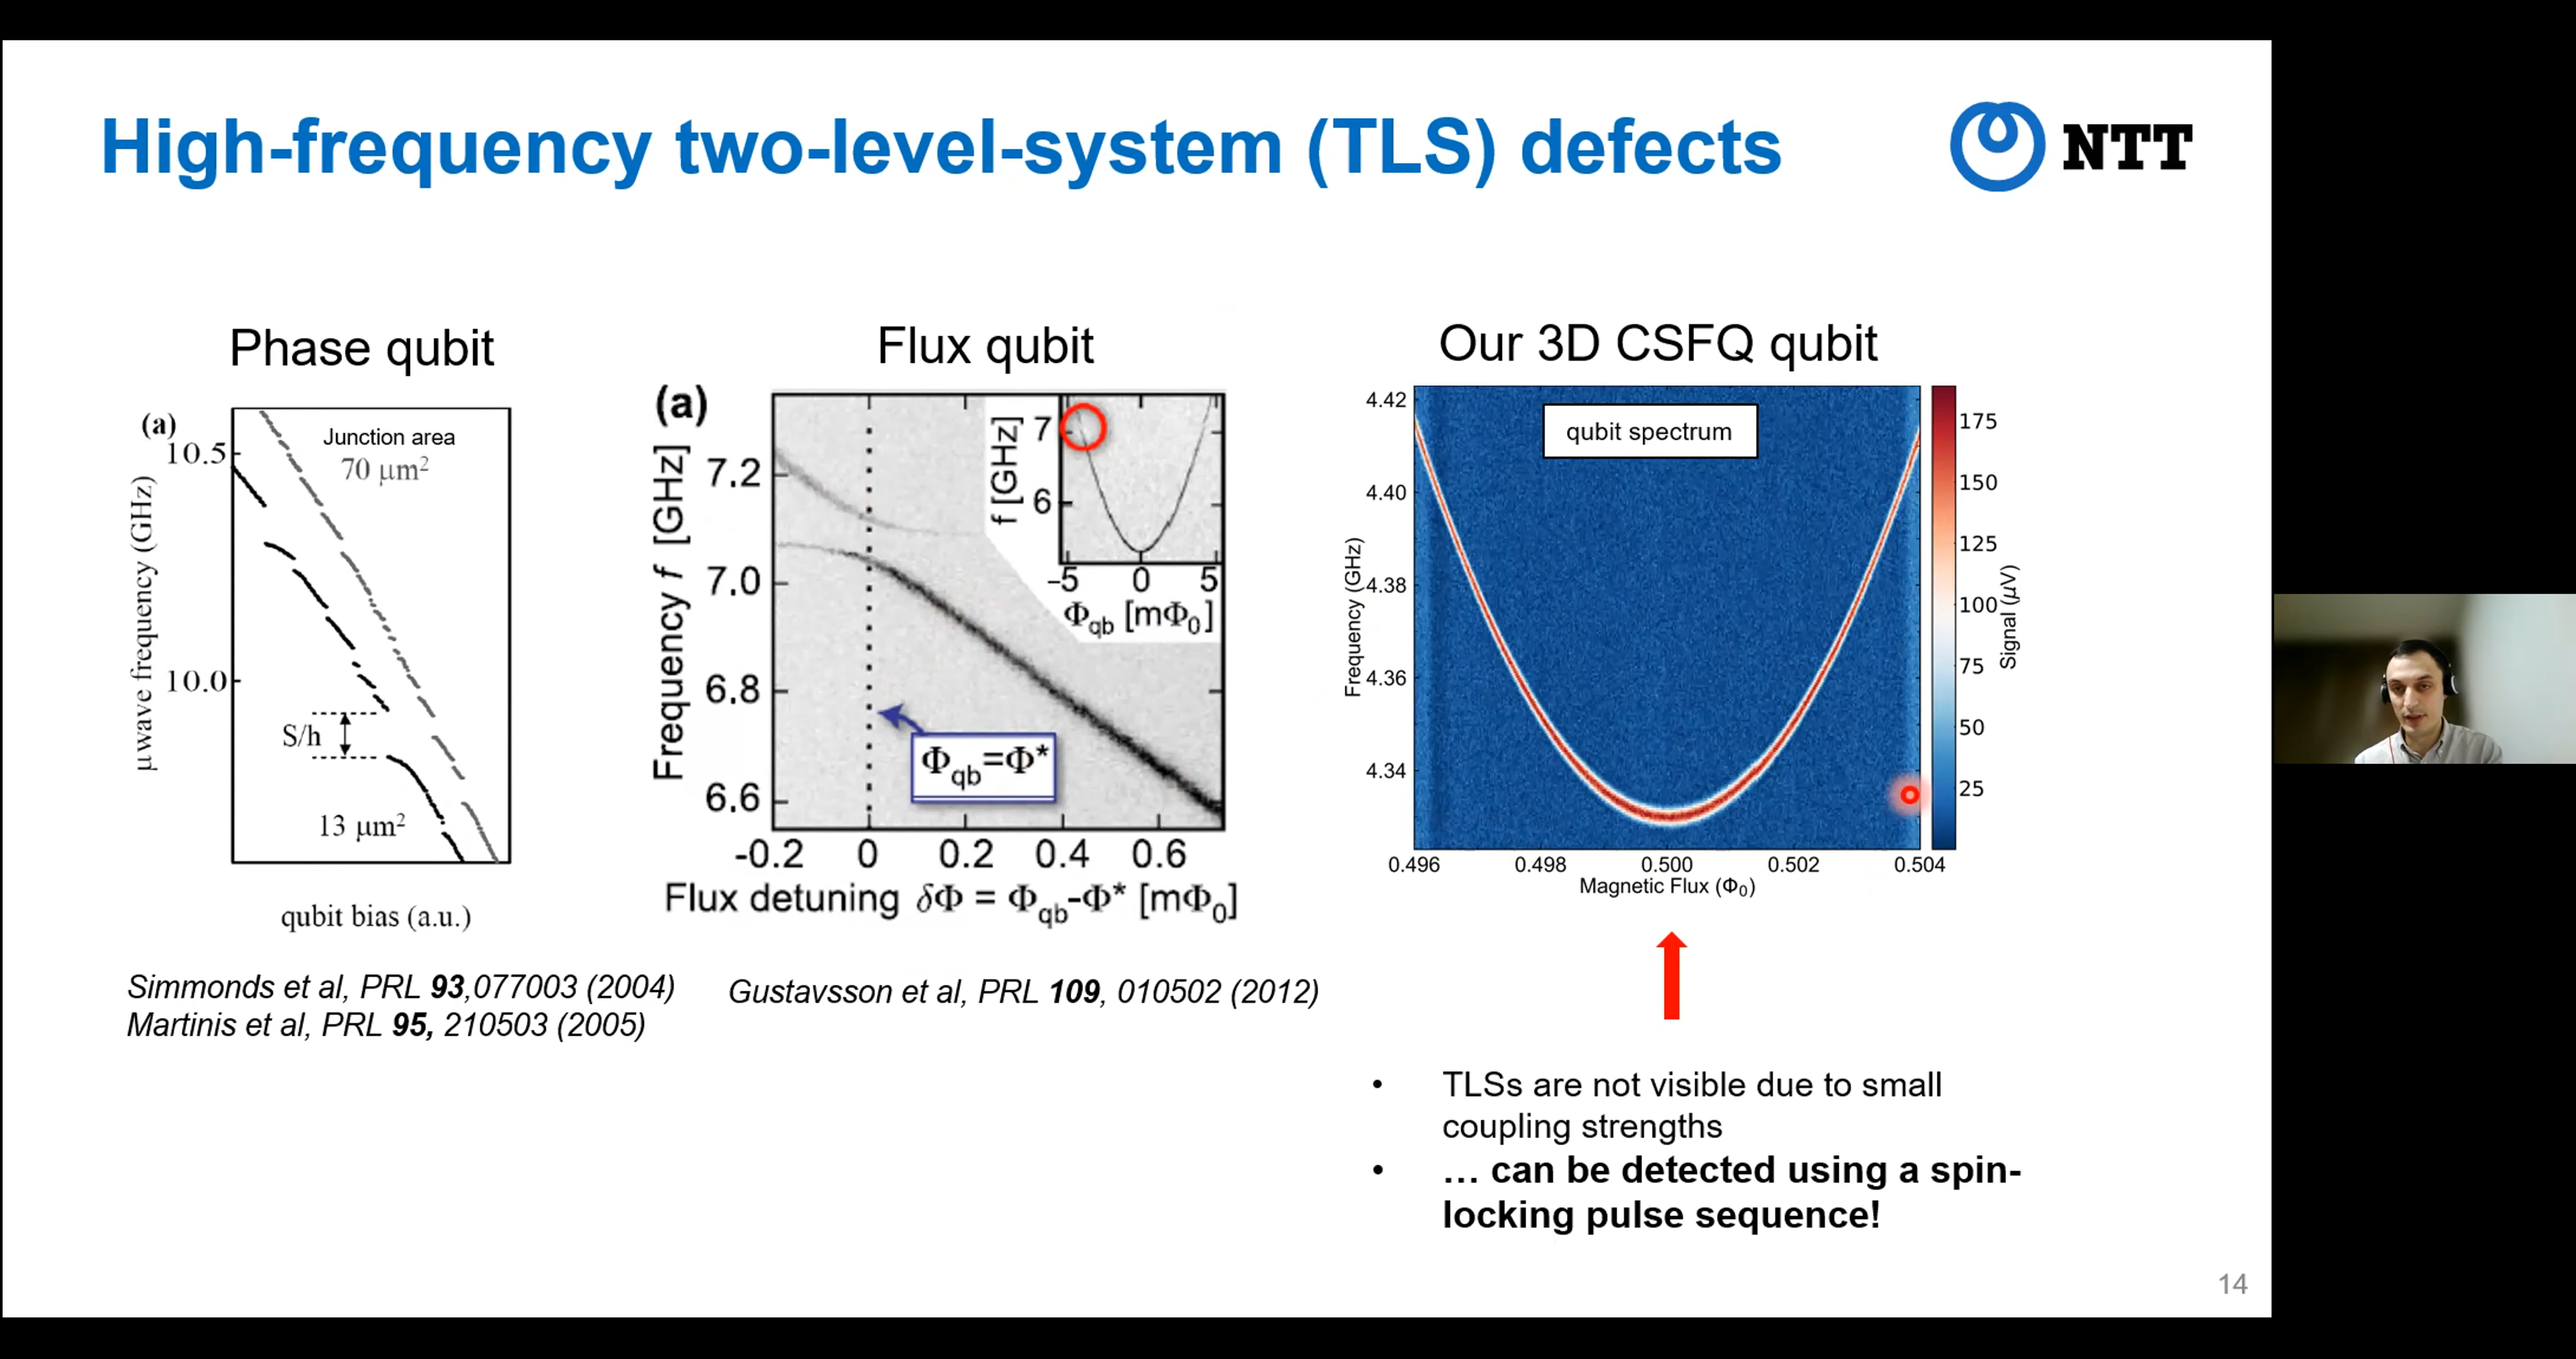 High-frequency two-level-system (TLS) defects
NTT
Phase qubit
(a)
10.5
10.0
μwave frequency (GHz)
Junction area
70 μm²
S/h
13 μm²
qubit bias (a.u.)
Simmonds et al, PRL 93,077003 (2004)
Martinis et al, PRL 95, 210503 (2005)
Flux qubit
(a)
Frequency f [GHz]
7.2
7.0
6.8
6.6
f [GHz]
7
6
-5 0 5
Φqb [mΦ0]
Φqb=Φ*
-0.2 0 0.2 0.4 0.6
Flux detuning δΦ = Φqb-Φ* [mΦ0]
Gustavsson et al, PRL 109, 010502 (2012)
Our 3D CSFQ qubit
qubit spectrum
Frequency (GHz)
4.42
4.40
4.38
4.36
4.34
0.496 0.498 0.500 0.502 0.504
Magnetic Flux (Φ0)
175
150
125
100
75
50
25
Signal (μV)
• TLSs are not visible due to small
coupling strengths
• … can be detected using a spin-
locking pulse sequence!
14